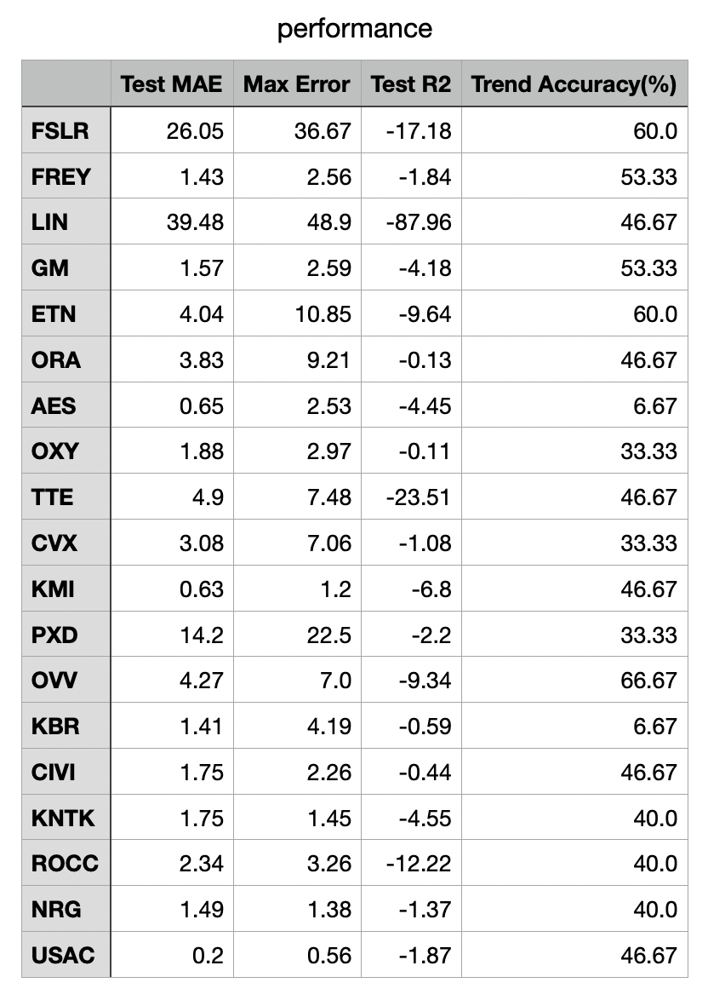 performance
Test MAE Max Error Test R2 Trend Accuracy(%)
FSLR 26.05 36.67 -17.18 60.0
FREY 1.43 2.56 -1.84 53.33
LIN 39.48 48.9 -87.96 46.67
GM 1.57 2.59 -4.18 53.33
ETN 4.04 10.85 -9.64 60.0
ORA 3.83 9.21 -0.13 46.67
AES 0.65 2.53 -4.45 6.67
OXY 1.88 2.97 -0.11 33.33
TTE 4.9 7.48 -23.51 46.67
CVX 3.08 7.06 -1.08 33.33
KMI 0.63 1.2 -6.8 46.67
PXD 14.2 22.5 -2.2 33.33
OVV 4.27 7.0 -9.34 66.67
KBR 1.41 4.19 -0.59 6.67
CIVI 1.75 2.26 -0.44 46.67
KNTK 1.75 1.45 -4.55 40.0
ROCC 2.34 3.26 -12.22 40.0
NRG 1.49 1.38 -1.37 40.0
USAC 0.2 0.56 -1.87 46.67